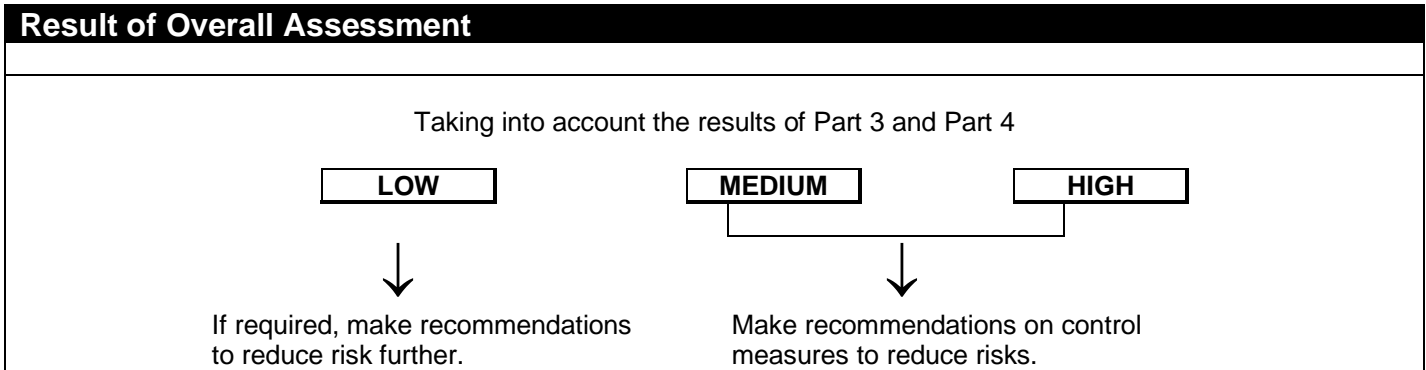 Result of Overall Assessment
Taking into account the results of Part 3 and Part 4
LOW
MEDIUM
HIGH
If required, make recommendations
to reduce risk further.
Make recommendations on control
measures to reduce risks.